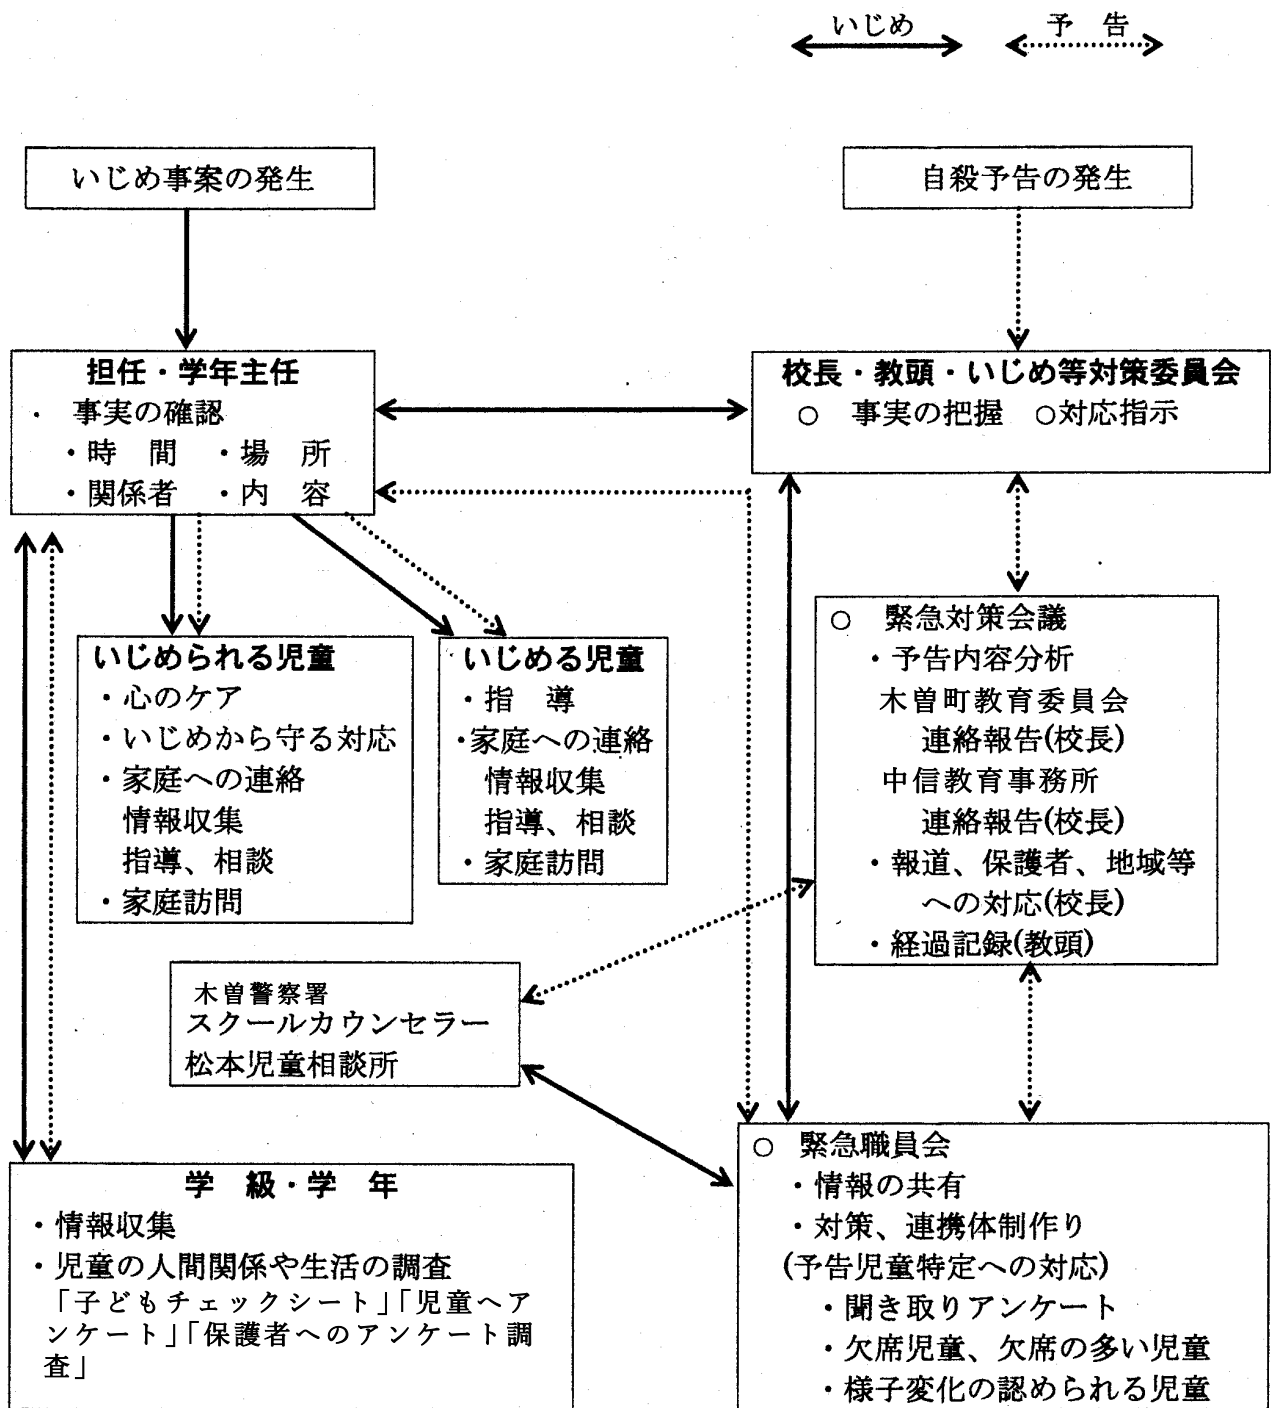 いじめ
予　告
いじめ事案の発生
自殺予告の発生
担任・学年主任
・　事実の確認
・時　間　・場　所
・関係者　・内　容
校長・教頭・いじめ等対策委員会
○　事実の把握　○対応指示
いじめられる児童
・心のケア
・いじめから守る対応
・家庭への連絡
情報収集
指導、相談
・家庭訪問
いじめる児童
・指　導
・家庭への連絡
情報収集
指導、相談
・家庭訪問
○　緊急対策会議
・予告内容分析
木曽町教育委員会
連絡報告(校長)
中信教育事務所
連絡報告(校長)
・報道、保護者、地域等
への対応(校長)
・経過記録(教頭)
木曽警察署
スクールカウンセラー
松本児童相談所
学　級・学　年
・情報収集
・児童の人間関係や生活の調査
「子どもチェックシート」「児童へア
ンケート」「保護者へのアンケート調
査」
○　緊急職員会
・情報の共有
・対策、連携体制作り
(予告児童特定への対応)
・聞き取りアンケート
・欠席児童、欠席の多い児童
・様子変化の認められる児童